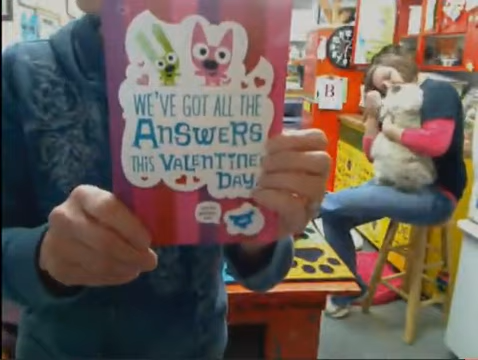 WE'VE GOT ALL THE
ANSWERS
THIS VALENTINE'S
DAY.
B